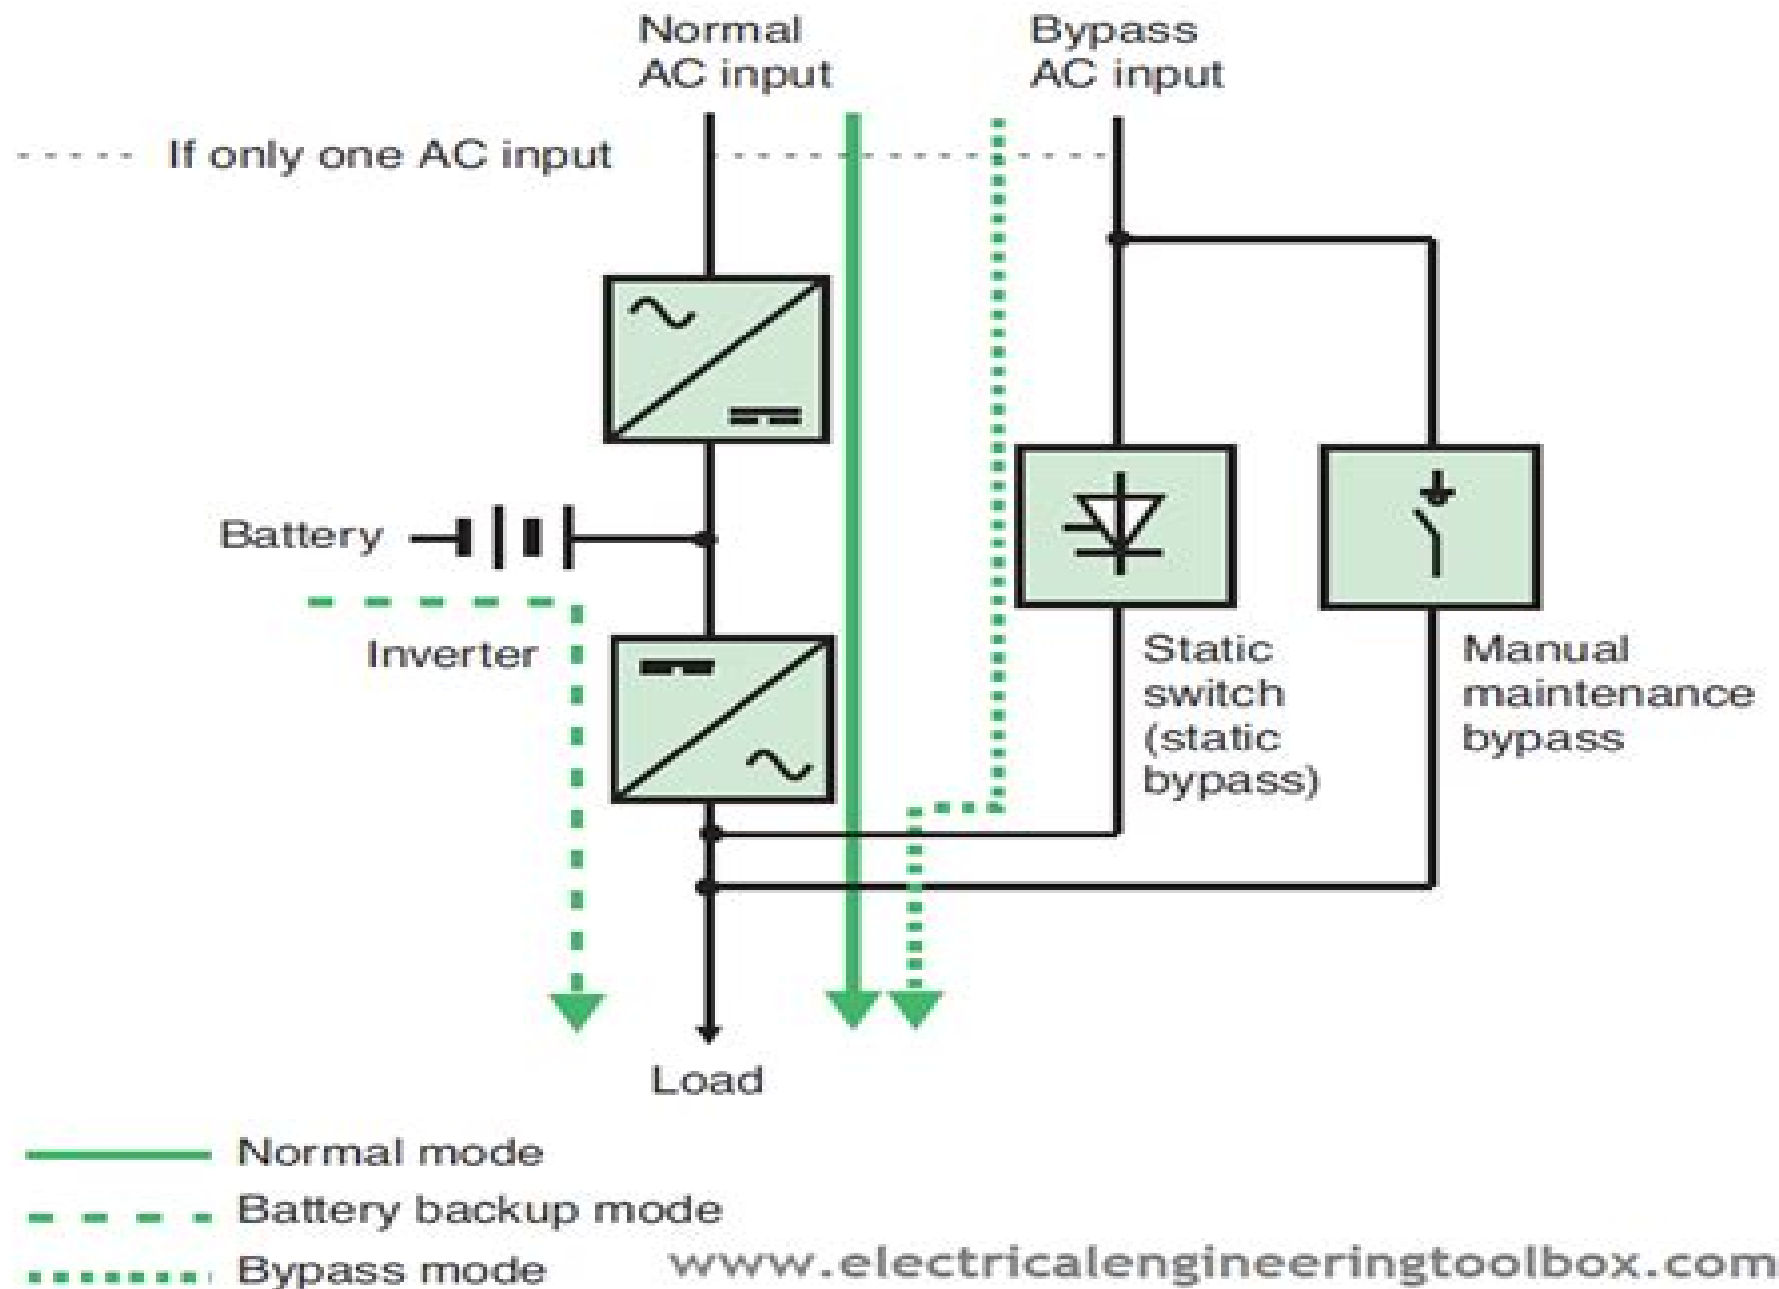 Normal
AC input
Bypass
AC input
If only one AC input
Battery
Inverter
Static
switch
(static
bypass)
Manual
maintenance
bypass
Load
Normal mode
Battery backup mode
Bypass mode
www.electricalengineeringtoolbox.com